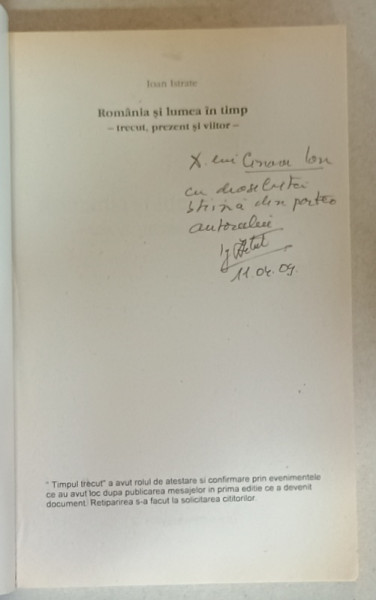 Ioan Istrate
România și lumea în timp
– trecut, prezent și viitor –
X. lui Ion
cu deosebită
stimă din partea
autorului
11.04.09.
" Timpul trecut" a avut rolul de atestare si confirmare prin evenimentele
ce au avut loc dupa publicarea mesajelor in prima editie ce a devenit
document. Retiparirea s-a facut la solicitarea cititorilor